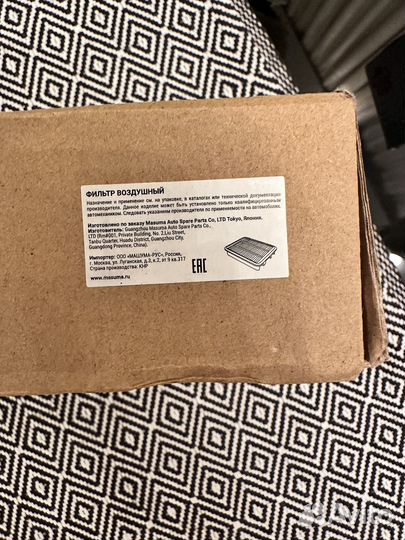 ФИЛЬТР ВОЗДУШНЫЙ
Назначение и применение см. на упаковке, в каталогах или технической документации
производителя. Данное изделие может быть установлено только квалифицированным
автомехаником. Следовать указаниям производителя по применяемости на автомобилях.
Изготовлено по заказу Masuma Auto Spare Parts Co, LTD Tokyo, Япония.
Изготовитель: Guangzhou Masuma Auto Spare Parts Co.,
LTD (Rm#001, Private Building, No. 2,Liu Street,
Tanbu Quarter, Huadu District, Guangzhou City,
Guangdong Province, China).
Импортер: ООО «МАШУМА-РУС», Россия,
г. Москва, ул. Луганская, д.3, к.2, эт 9 кв.317
Страна производства: КНР
www.masuma.ru
EAC
Avito